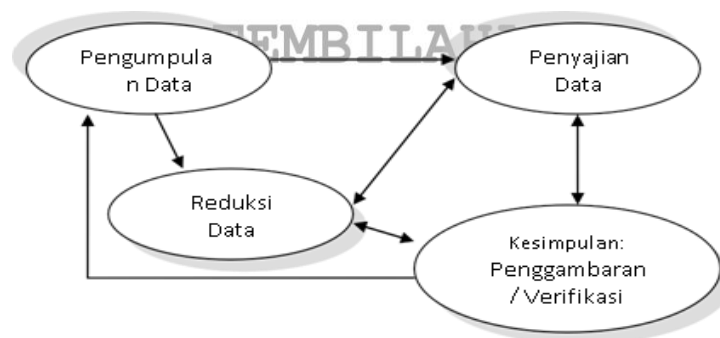 Pengumpula
n Data
Penyajian
Data
Reduksi
Data
Kesimpulan:
Penggambaran
/Verifikasi